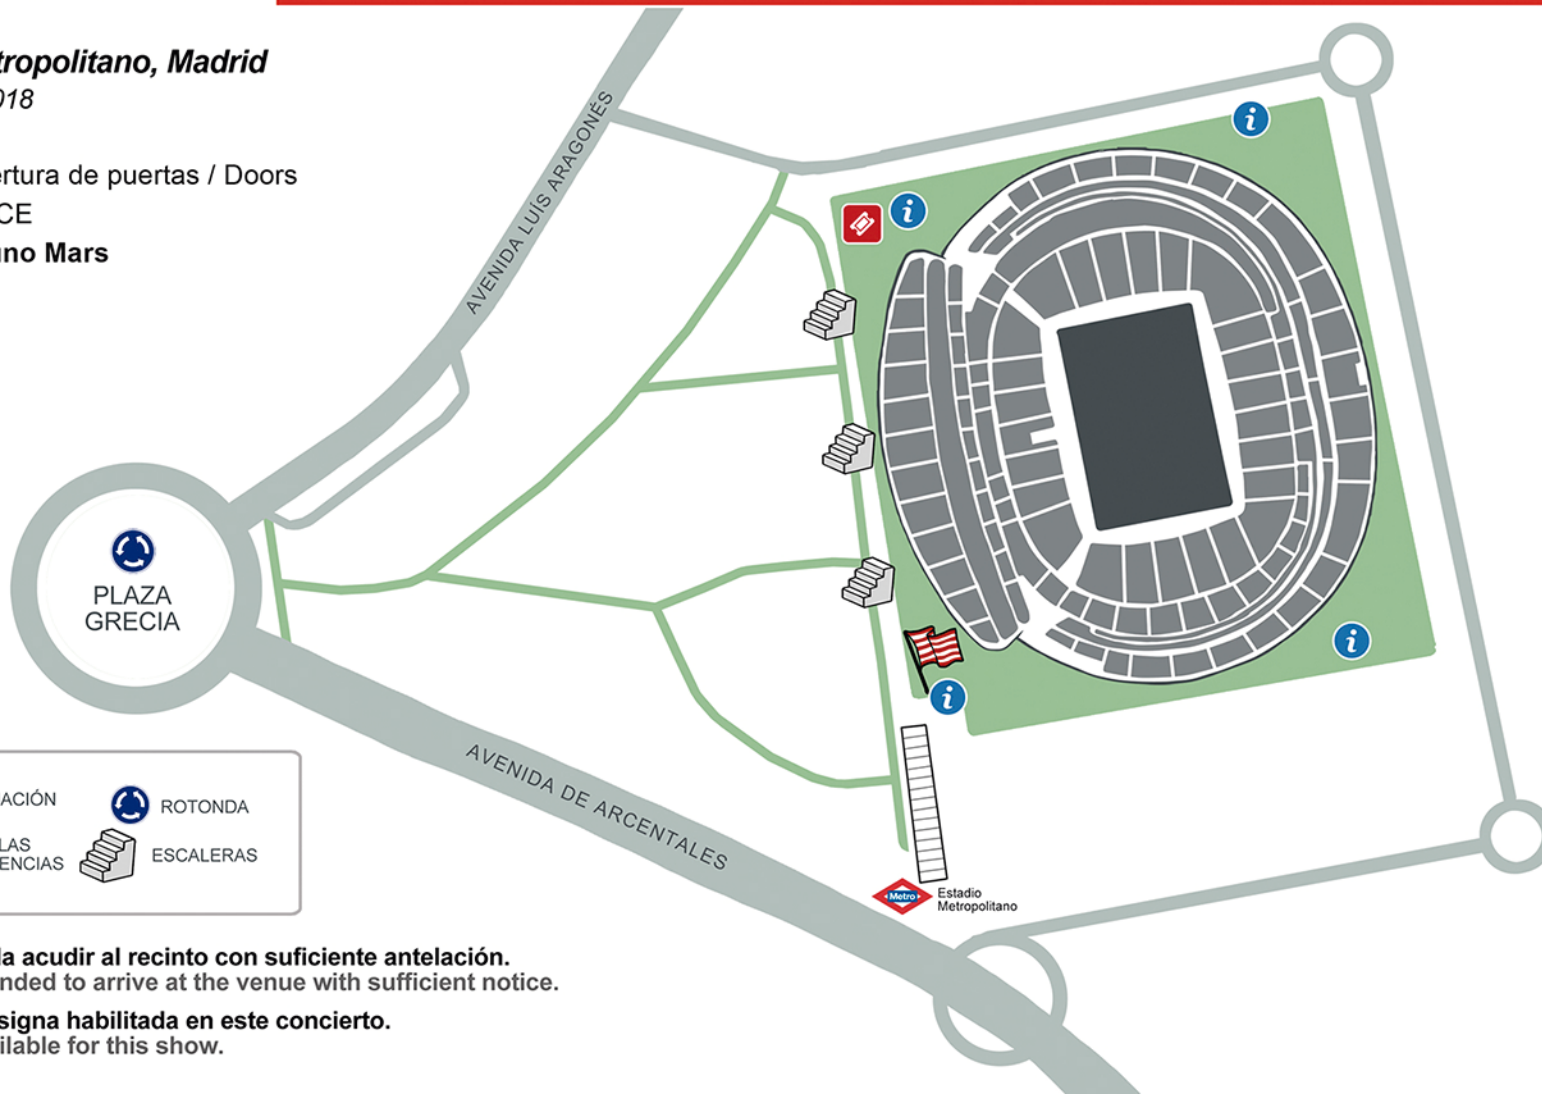 tropolitano, Madrid
018
ertura de puertas / Doors
CE
uno Mars
AVENIDA LUÍS ARAGONÉS
PLAZA
GRECIA
AVENIDA DE ARCENTALES
ACIÓN
ROTONDA
LAS
ENCIAS
ESCALERAS
Metro
Estadio
Metropolitano
da acudir al recinto con suficiente antelación.
nded to arrive at the venue with sufficient notice.
signa habilitada en este concierto.
ilable for this show.
i
i
i
i